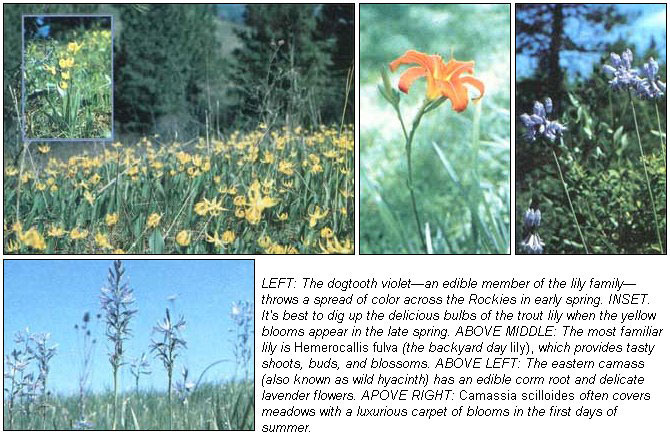 LEFT: The dogtooth violet—an edible member of the lily family—
throws a spread of color across the Rockies in early spring. INSET.
It's best to dig up the delicious bulbs of the trout lily when the yellow
blooms appear in the late spring. ABOVE MIDDLE: The most familiar
lily is Hemerocallis fulva (the backyard day lily), which provides tasty
shoots, buds, and blossoms. ABOVE LEFT: The eastern camass
(also known as wild hyacinth) has an edible corm root and delicate
lavender flowers. APOVE RIGHT: Camassia scilloides often covers
meadows with a luxurious carpet of blooms in the first days of
summer.